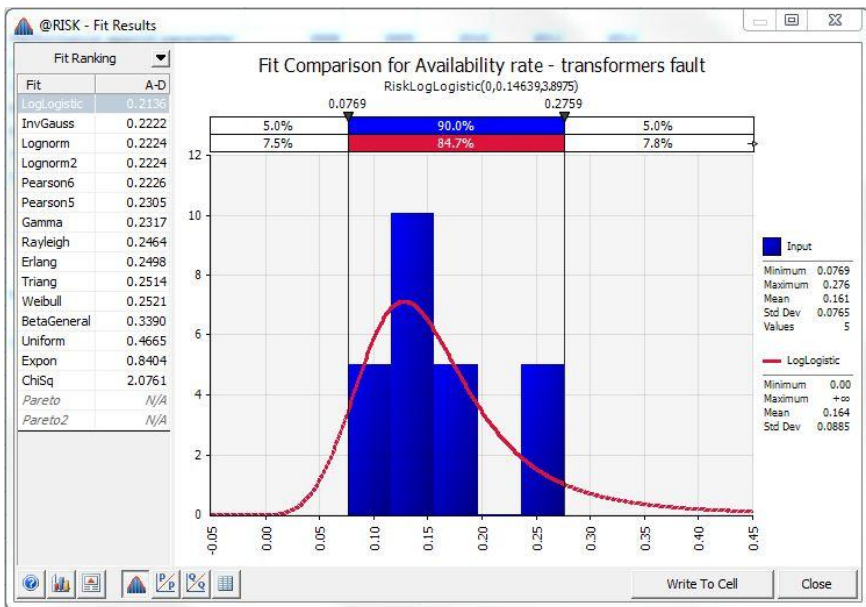 @RISK - Fit Results
Fit Ranking
Fit A-D
LogLogistic 0.2136
InvGauss 0.2222
Lognorm 0.2224
Lognorm2 0.2224
Pearson6 0.2226
Pearson5 0.2305
Gamma 0.2317
Rayleigh 0.2464
Erlang 0.2498
Triang 0.2514
Weibull 0.2521
BetaGeneral 0.3390
Uniform 0.4665
Expon 0.8404
ChiSq 2.0761
Pareto N/A
Pareto2 N/A
Fit Comparison for Availability rate - transformers fault
RiskLogLogistic(0,0.14639,3.8975)
0.0769 0.2759
5.0% 90.0% 5.0%
7.5% 84.7% 7.8%
12
10
8
6
4
2
0
-0.05 0.00 0.05 0.10 0.15 0.20 0.25 0.30 0.35 0.40 0.45
Input
Minimum 0.0769
Maximum 0.276
Mean 0.161
Std Dev 0.0765
Values 5
LogLogistic
Minimum 0.00
Maximum +∞
Mean 0.164
Std Dev 0.0885
P/P
Q/Q
Write To Cell
Close